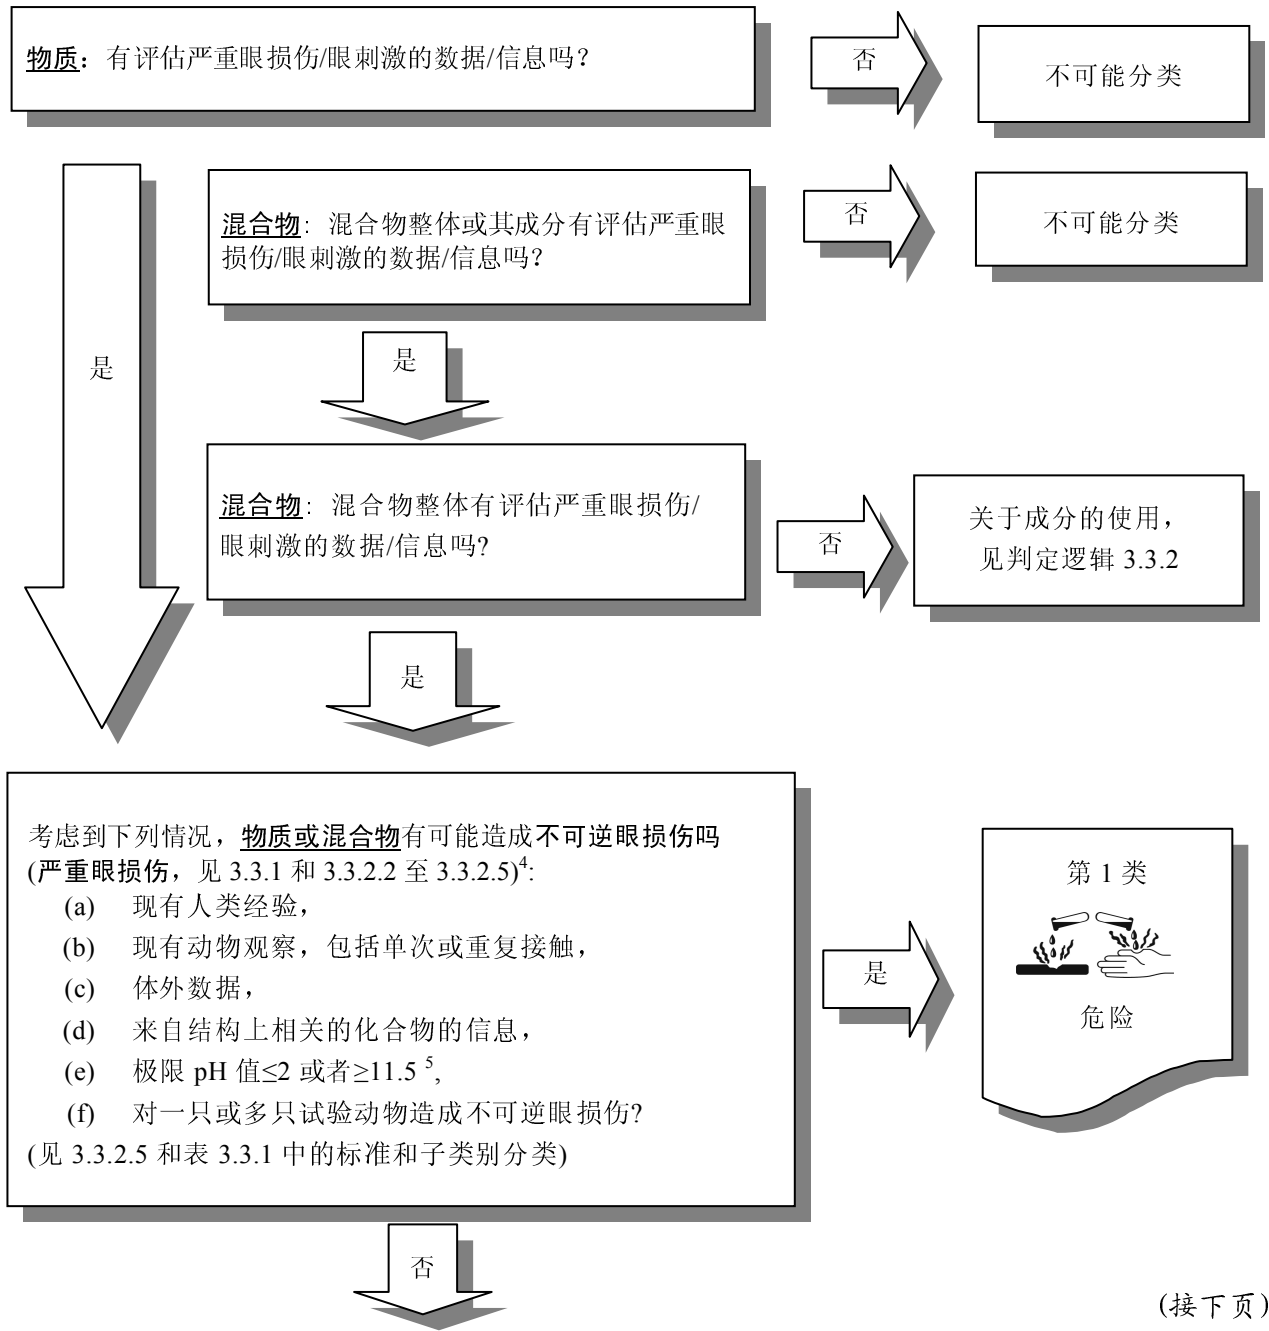 物质：有评估严重眼损伤/眼刺激的数据/信息吗？
否
不可能分类
混合物：混合物整体或其成分有评估严重眼
损伤/眼刺激的数据/信息吗？
否
不可能分类
是
是
混合物：混合物整体有评估严重眼损伤/
眼刺激的数据/信息吗?
否
关于成分的使用，
见判定逻辑 3.3.2
是
考虑到下列情况，物质或混合物有可能造成不可逆眼损伤吗
(严重眼损伤，见 3.3.1 和 3.3.2.2 至 3.3.2.5)4:
(a) 现有人类经验，
(b) 现有动物观察，包括单次或重复接触，
(c) 体外数据，
(d) 来自结构上相关的化合物的信息，
(e) 极限 pH 值≤2 或者≥11.5 5,
(f) 对一只或多只试验动物造成不可逆眼损伤?
(见 3.3.2.5 和表 3.3.1 中的标准和子类别分类)
是
第 1 类
危险
否
(接下页)